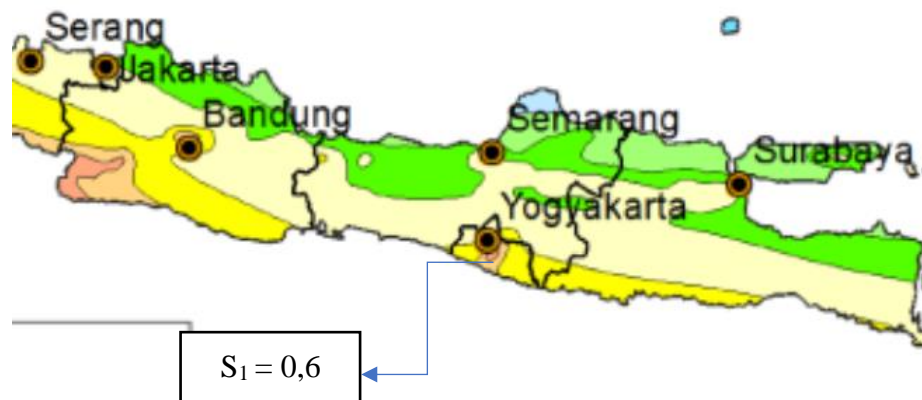 Serang
Jakarta
Bandung
Semarang
Surabaya
Yogyakarta
S₁ = 0,6